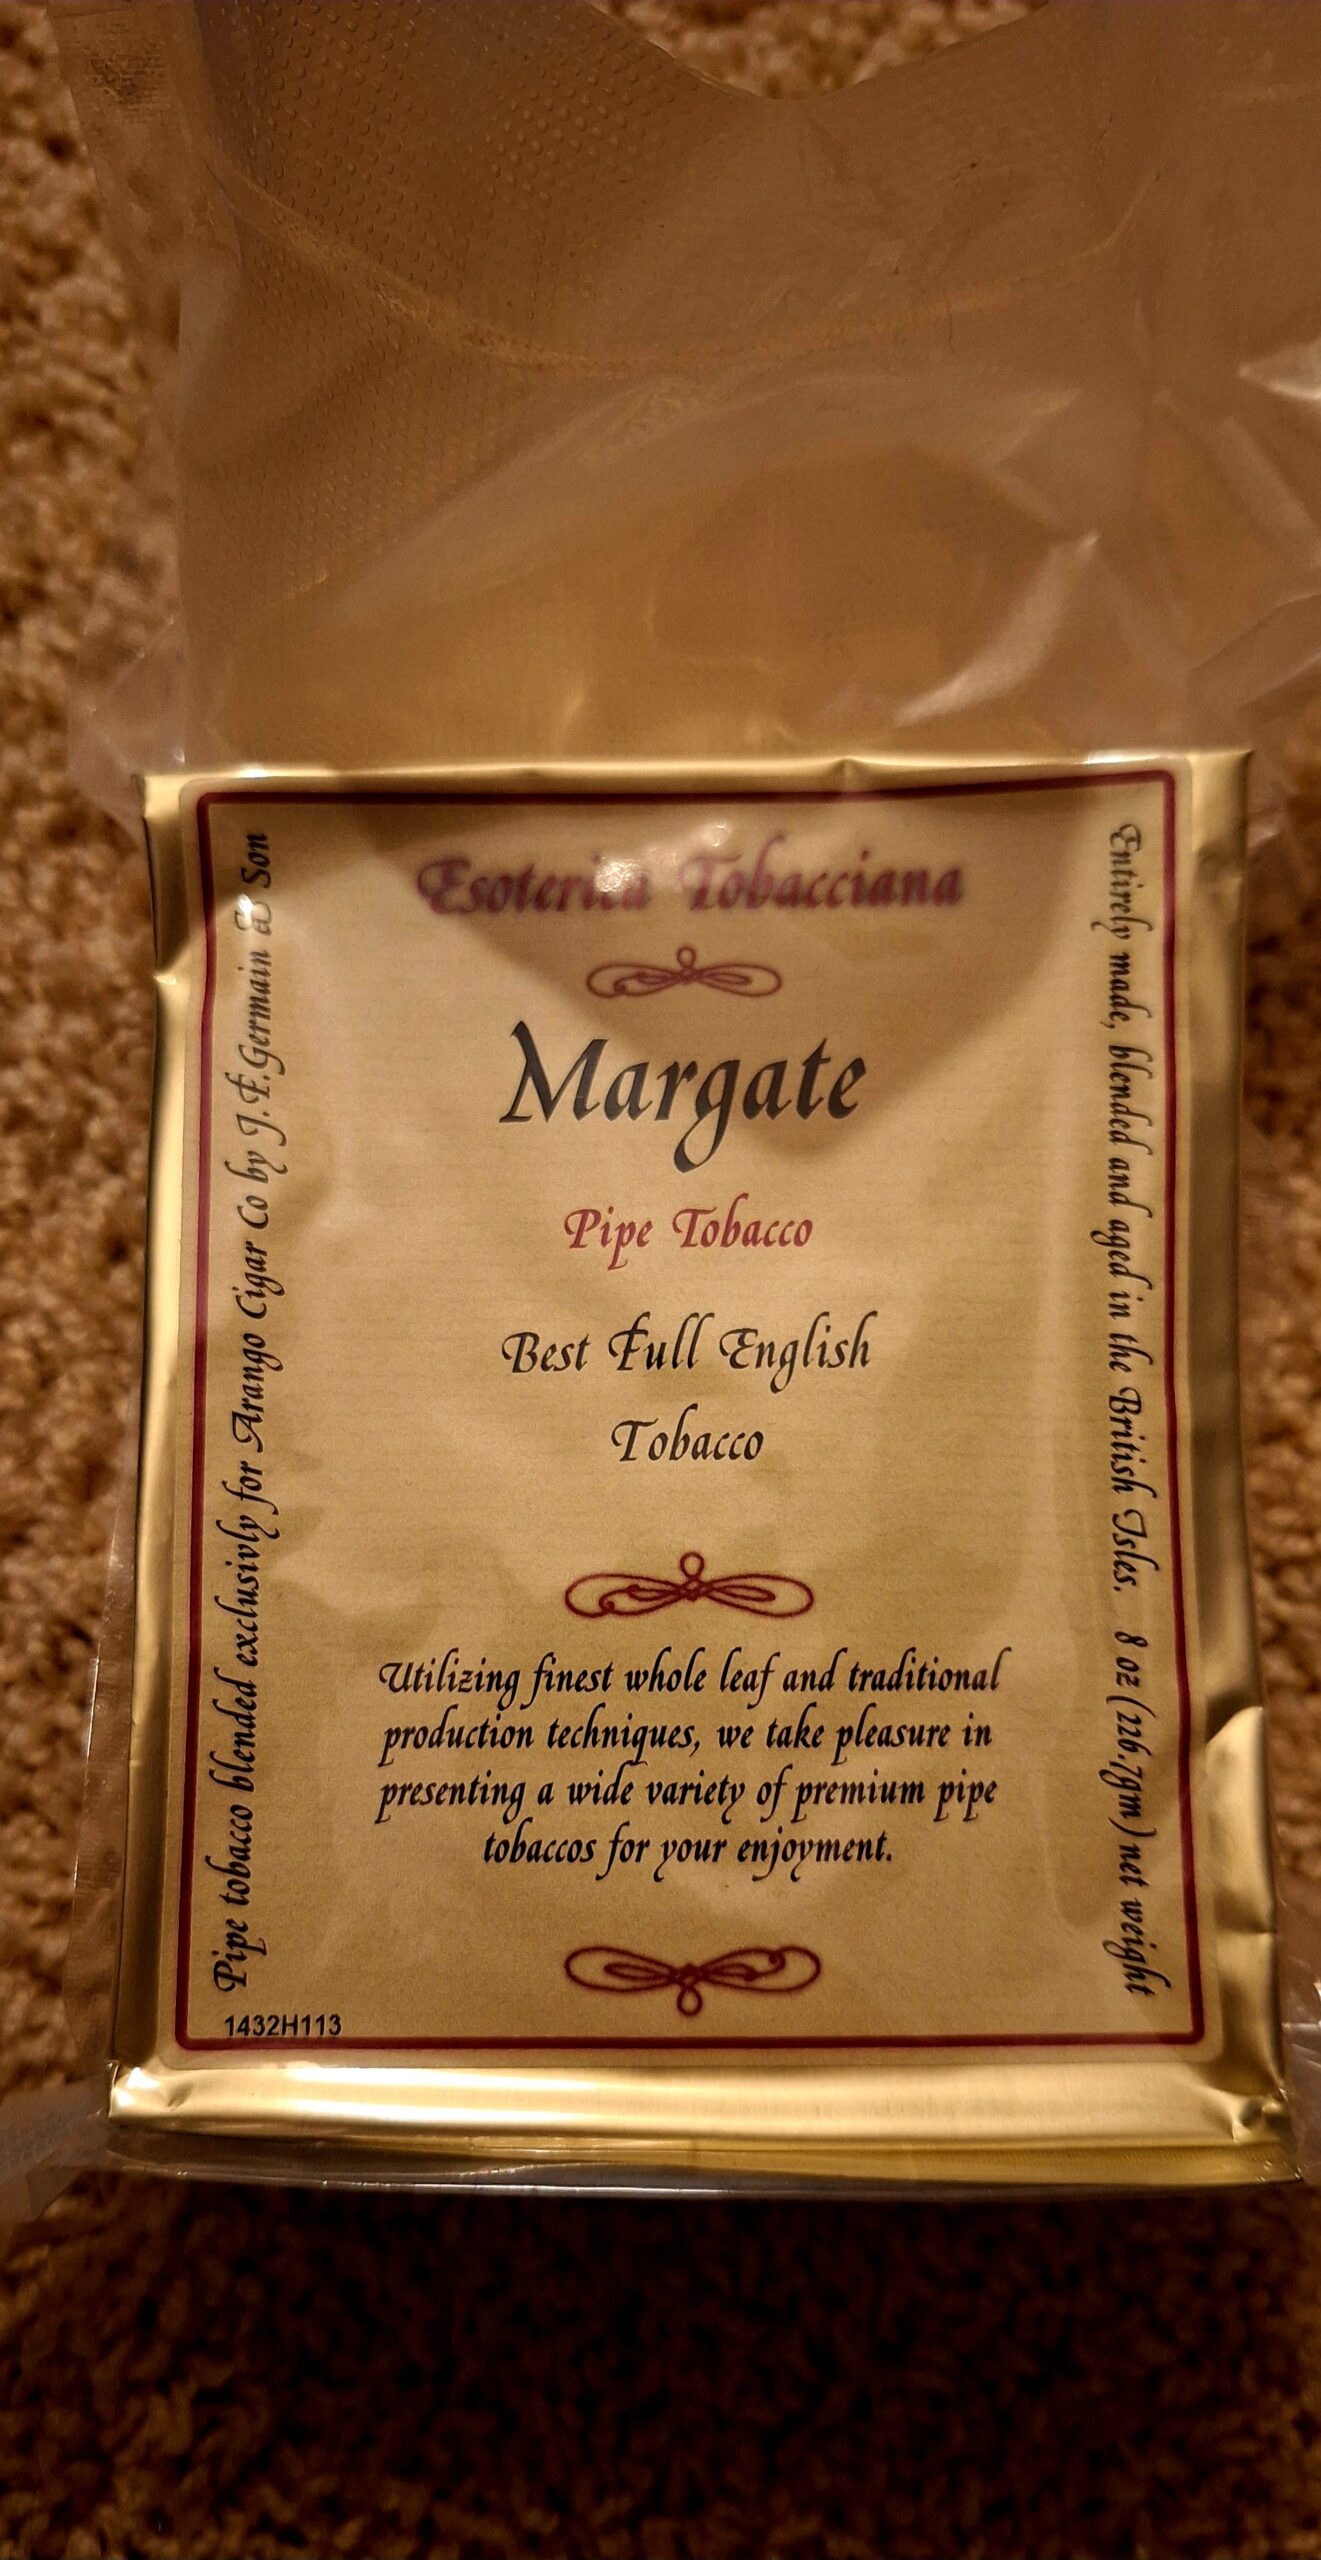 Esoterica Tobacciana
Margate
Pipe Tobacco
Best Full English
Tobacco
Utilizing finest whole leaf and traditional
production techniques, we take pleasure in
presenting a wide variety of premium pipe
tobaccos for your enjoyment.
Pipe tobacco blended exclusivly for Arango Cigar Co by J.F.Germain & Son
Entirely made, blended and aged in the British Isles. 8 oz (226.7gm) net weight
1432H113